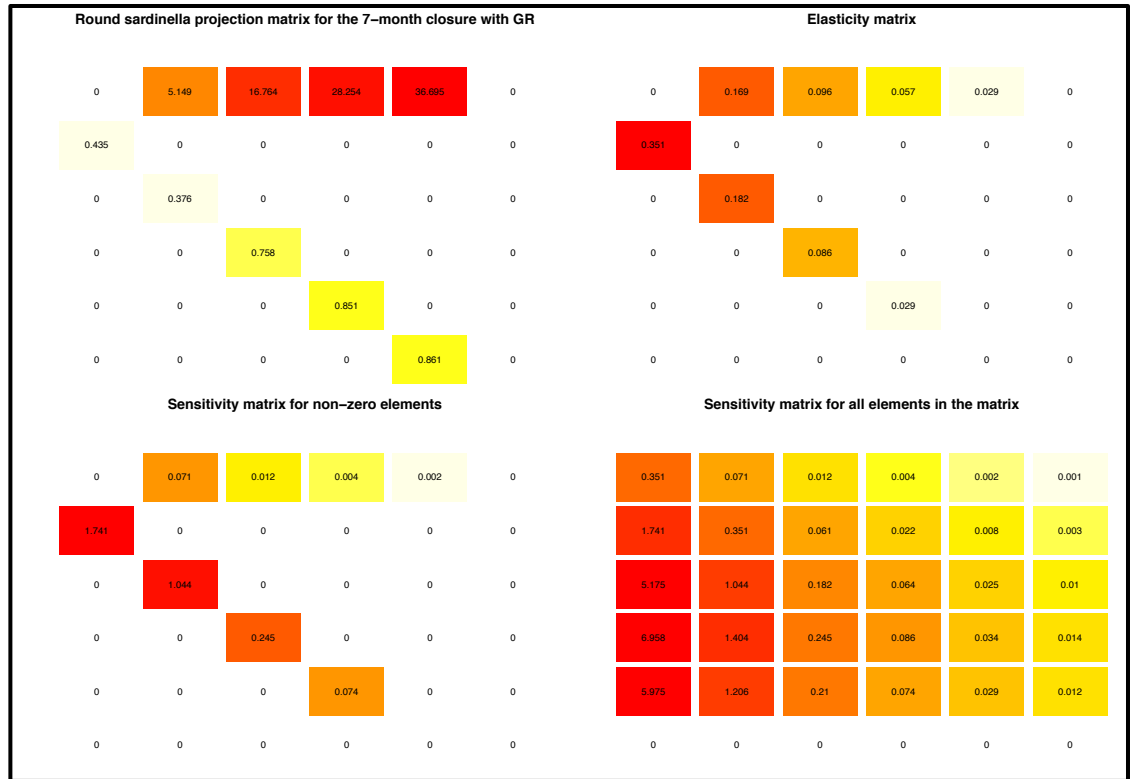 Round sardinella projection matrix for the 7−month closure with GR
0 5.149 16.764 28.254 36.695 0
0.435 0 0 0 0 0
0 0.376 0 0 0 0
0 0 0.758 0 0 0
0 0 0 0.851 0 0
0 0 0 0 0.861 0
Elasticity matrix
0 0.169 0.096 0.057 0.029 0
0.351 0 0 0 0 0
0 0.182 0 0 0 0
0 0 0.086 0 0 0
0 0 0 0.029 0 0
0 0 0 0 0 0
Sensitivity matrix for non−zero elements
0 0.071 0.012 0.004 0.002 0
1.741 0 0 0 0 0
0 1.044 0 0 0 0
0 0 0.245 0 0 0
0 0 0 0.074 0 0
0 0 0 0 0 0
Sensitivity matrix for all elements in the matrix
0.351 0.071 0.012 0.004 0.002 0.001
1.741 0.351 0.061 0.022 0.008 0.003
5.175 1.044 0.182 0.064 0.025 0.01
6.958 1.404 0.245 0.086 0.034 0.014
5.975 1.206 0.21 0.074 0.029 0.012
0 0 0 0 0 0